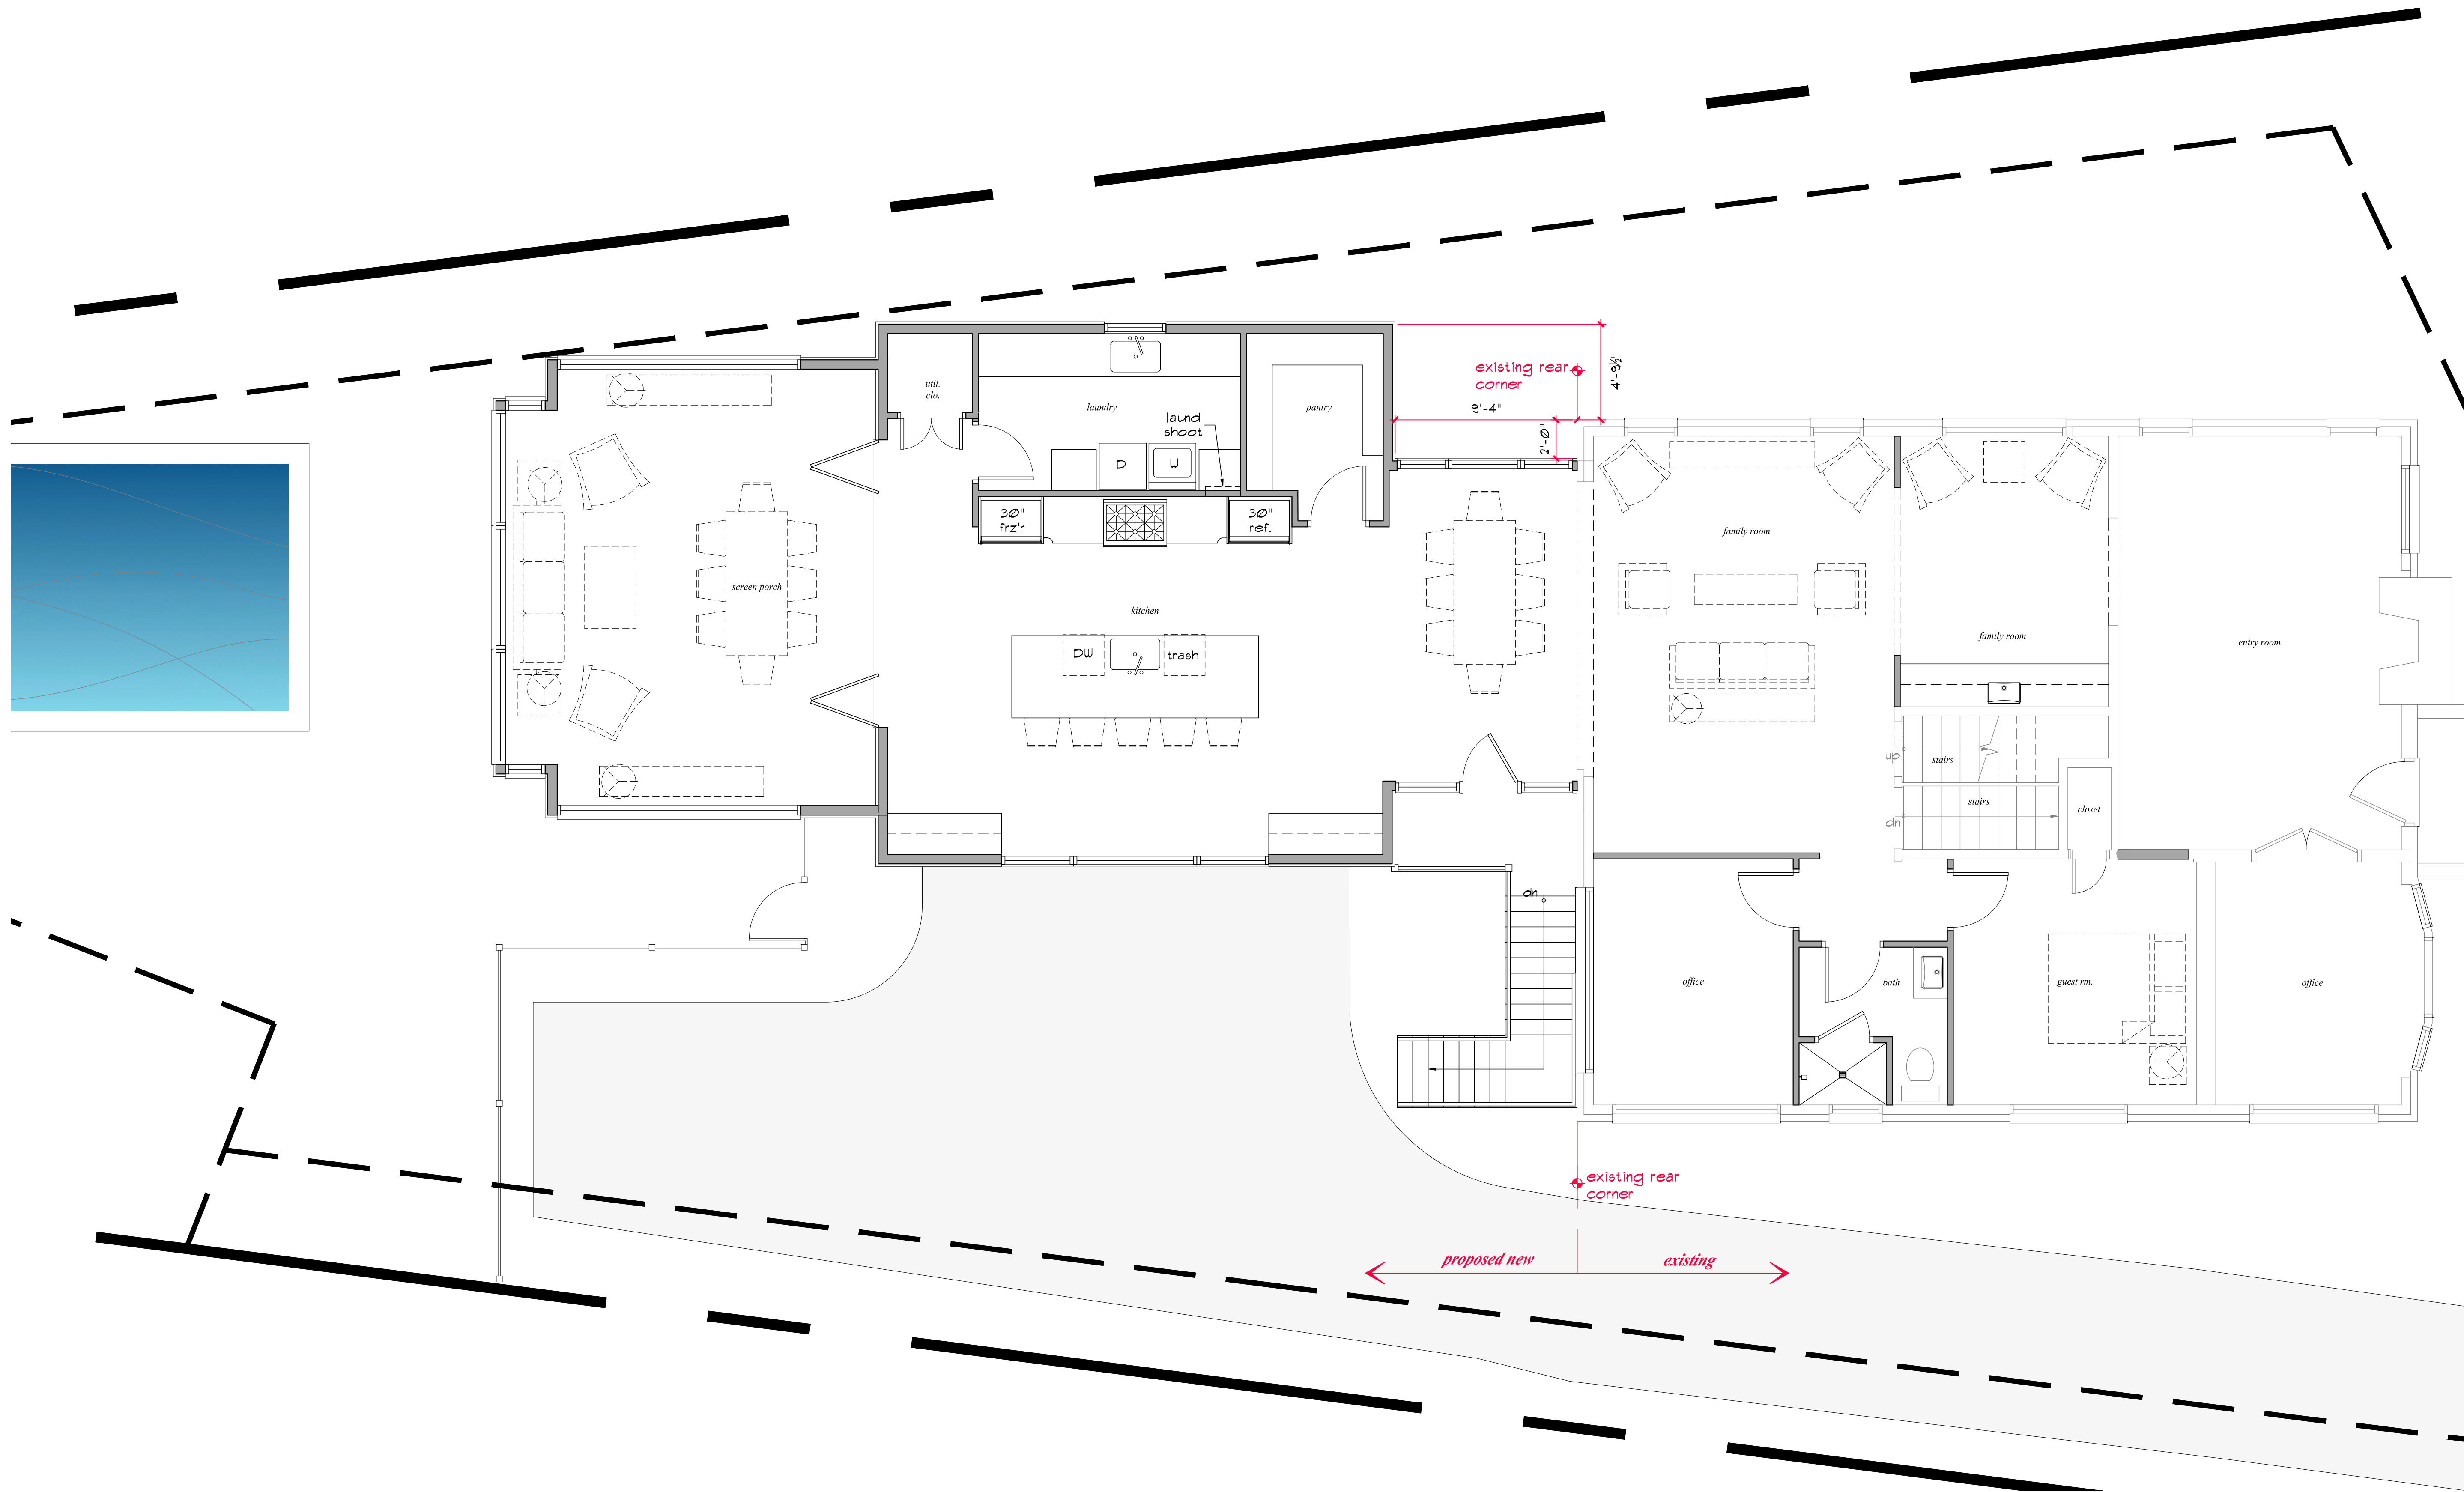 existing rear
corner
4'-9½"
9'-4"
2'-0"
util.
clo.
laundry
laund
shoot
pantry
D
W
30"
frz'r
30"
ref.
family room
screen porch
kitchen
family room
entry room
DW
trash
up
stairs
stairs
dn
closet
dn
office
bath
guest rm.
office
existing rear
corner
proposed new
existing